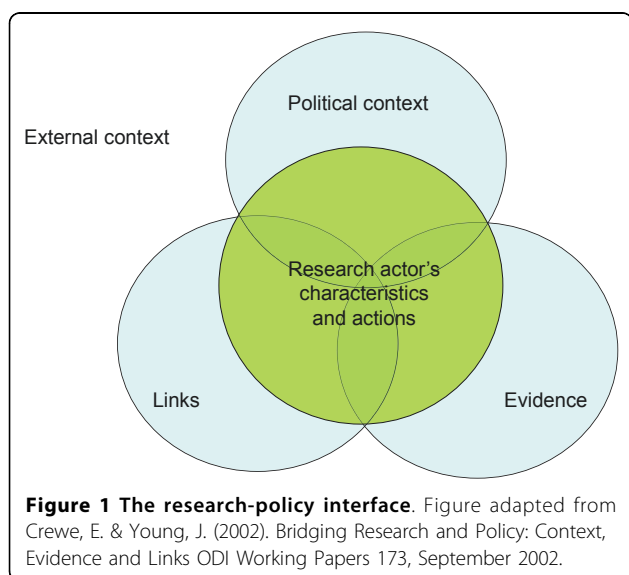 Political context
External context
Research actor's
characteristics
and actions
Links
Evidence
Figure 1 The research-policy interface. Figure adapted from
Crewe, E. & Young, J. (2002). Bridging Research and Policy: Context,
Evidence and Links ODI Working Papers 173, September 2002.